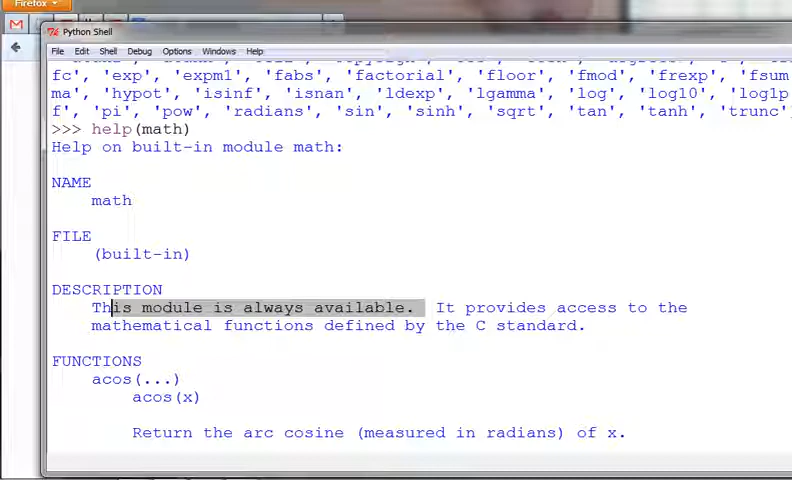 Firefox
Python Shell
File Edit Shell Debug Options Windows Help
fc', 'exp', 'expm1', 'fabs', 'factorial', 'floor', 'fmod', 'frexp', 'fsum
ma', 'hypot', 'isinf', 'isnan', 'ldexp', 'lgamma', 'log', 'log10', 'log1p
f', 'pi', 'pow', 'radians', 'sin', 'sinh', 'sqrt', 'tan', 'tanh', 'trunc'
>>> help(math)
Help on built-in module math:
NAME
math
FILE
(built-in)
DESCRIPTION
This module is always available. It provides access to the
mathematical functions defined by the C standard.
FUNCTIONS
acos(...)
acos(x)
Return the arc cosine (measured in radians) of x.